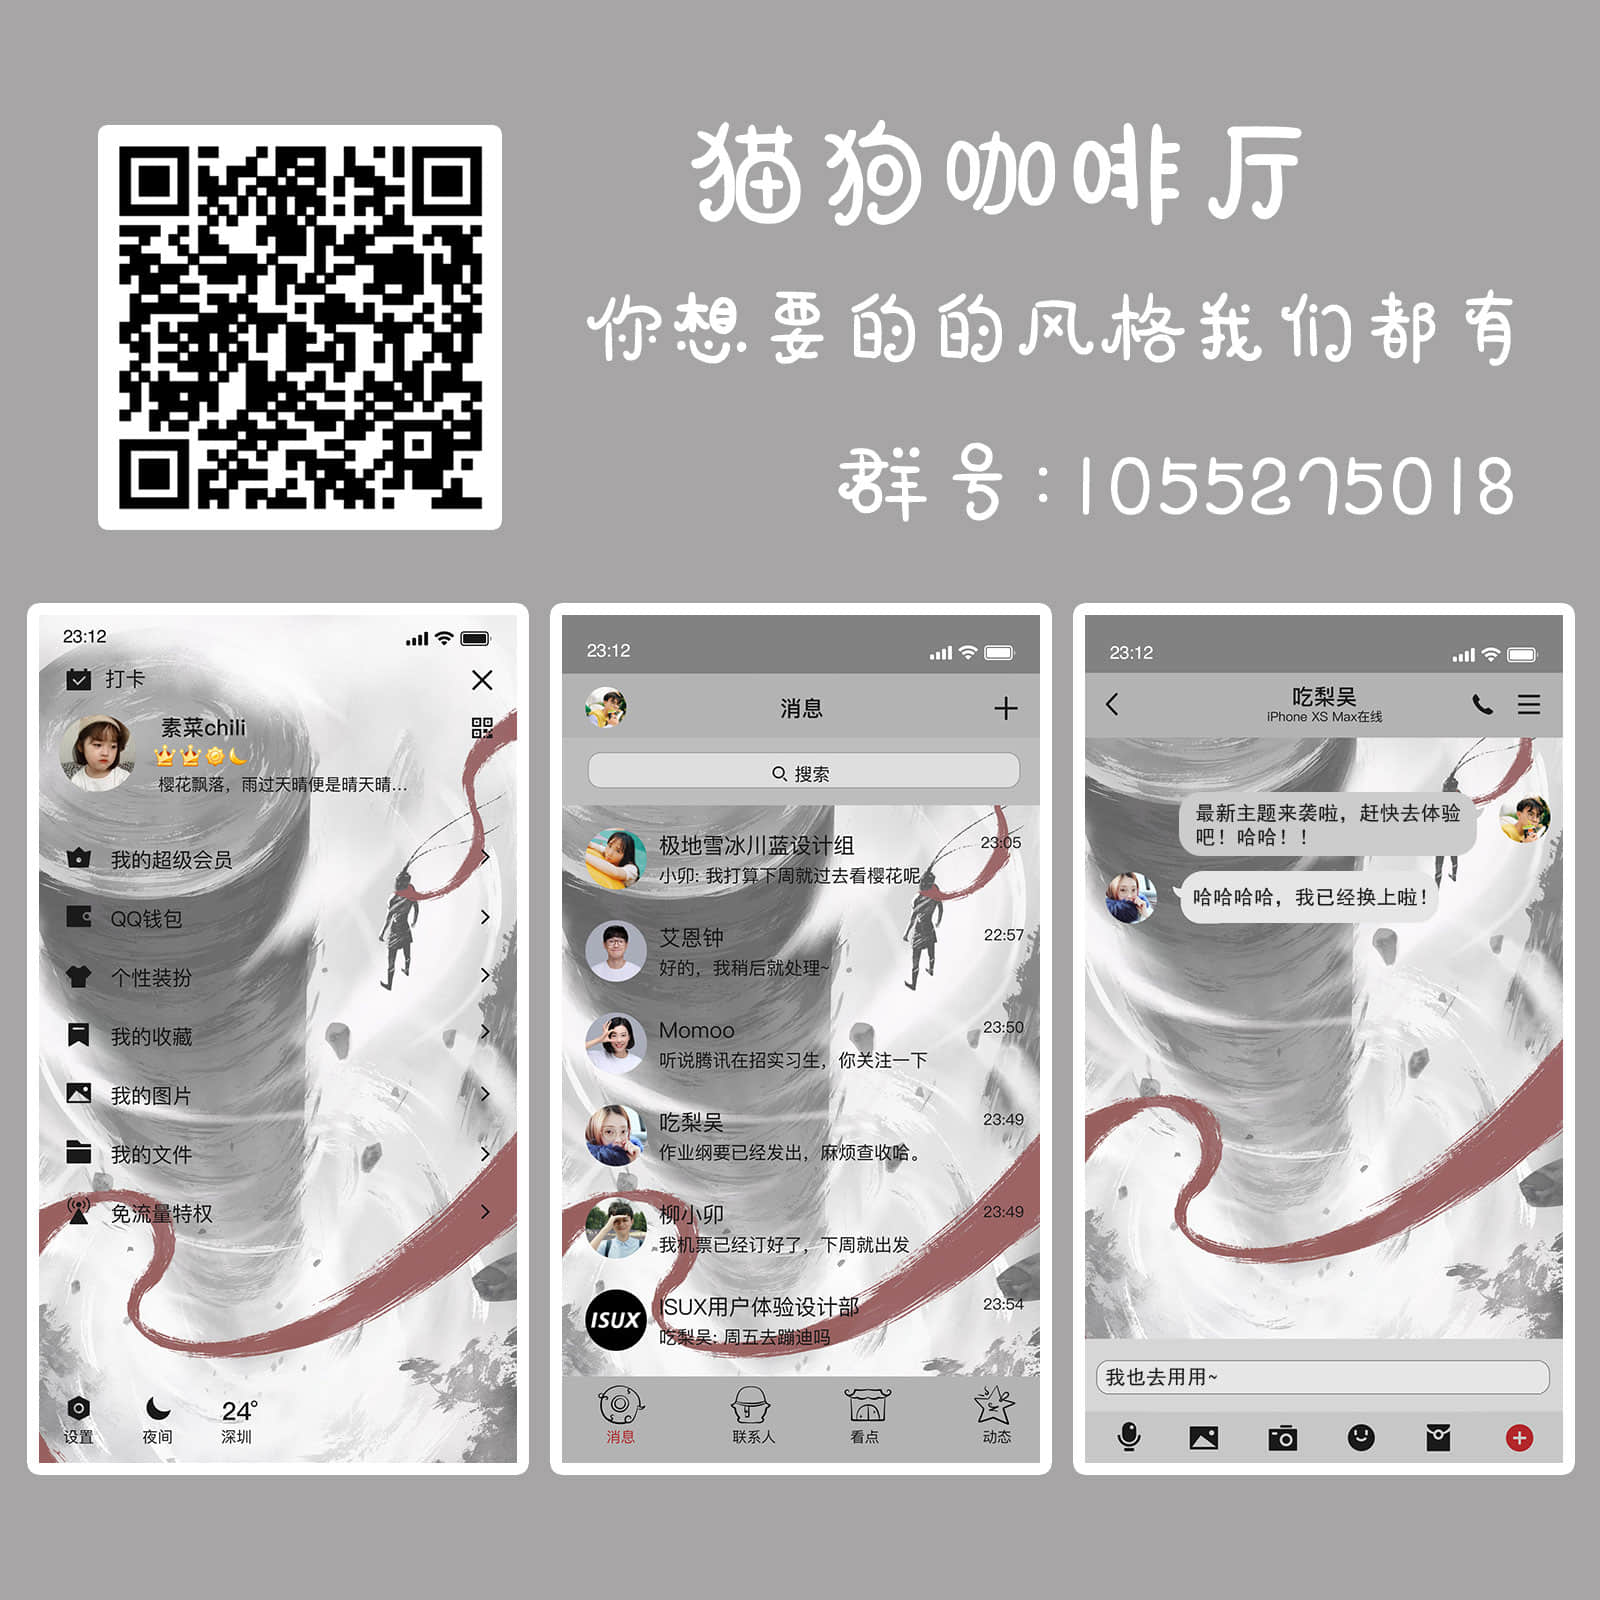 猫狗咖啡厅
你想要的的风格我们都有
群号:1055275018
23:12
打卡
素菜chili
樱花飘落，雨过天晴便是晴天晴...
我的超级会员
QQ钱包
个性装扮
我的收藏
我的图片
我的文件
免流量特权
24°
设置 夜间 深圳
23:12
消息
搜索
极地雪冰川蓝设计组 23:05
小卯: 我打算下周就过去看樱花呢
艾恩钟 22:57
好的，我稍后就处理~
Momoo 23:50
听说腾讯在招实习生，你关注一下
吃梨吴 23:49
作业纲要已经发出，麻烦查收哈。
柳小卯 23:49
我机票已经订好了，下周就出发
ISUX
ISUX用户体验设计部 23:54
吃梨吴: 周五去蹦迪吗
消息 联系人 看点 动态
23:12
吃梨吴
iPhone XS Max在线
最新主题来袭啦，赶快去体验
吧！哈哈！！
哈哈哈哈，我已经换上啦！
我也去用用~